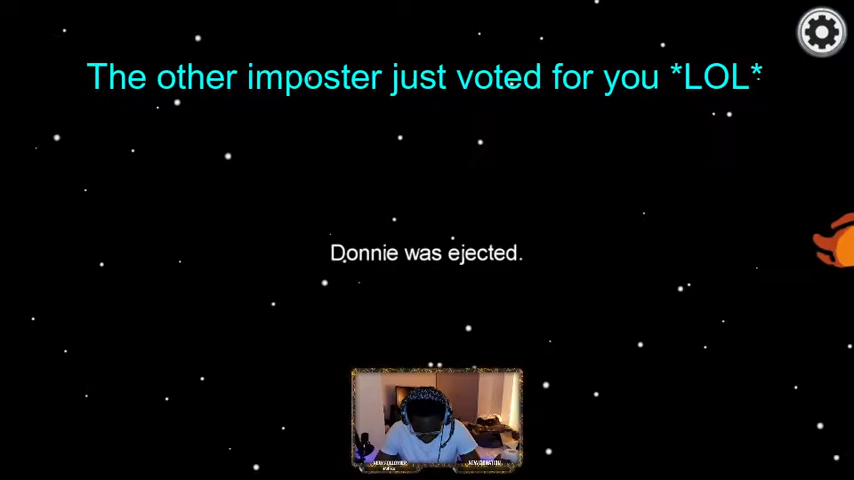 The other imposter just voted for you *LOL*
Donnie was ejected.